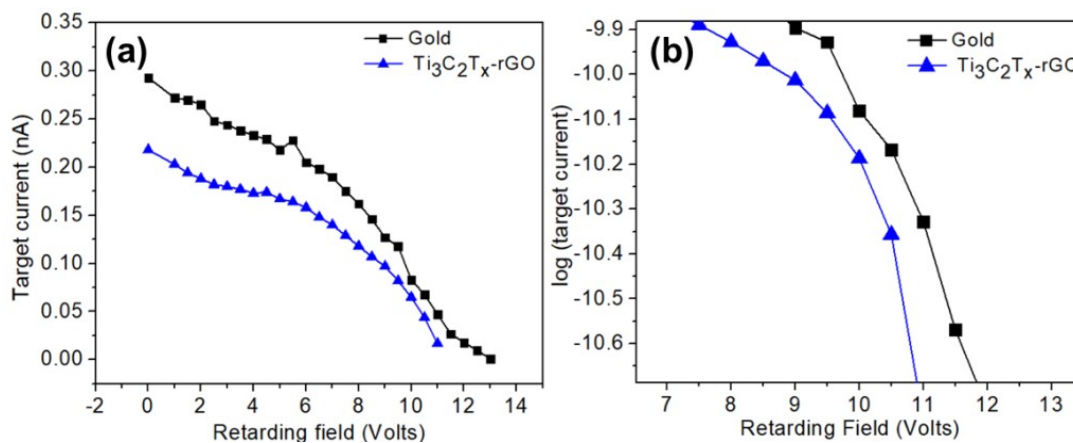 (a)
Gold
Ti₃C₂Tₓ-rGO
Target current (nA)
0.35
0.30
0.25
0.20
0.15
0.10
0.05
0.00
-2 0 2 4 6 8 10 12 14
Retarding field (Volts)
(b)
Gold
Ti₃C₂Tₓ-rGO
log (target current)
-9.9
-10.0
-10.1
-10.2
-10.3
-10.4
-10.5
-10.6
7 8 9 10 11 12 13
Retarding Field (Volts)